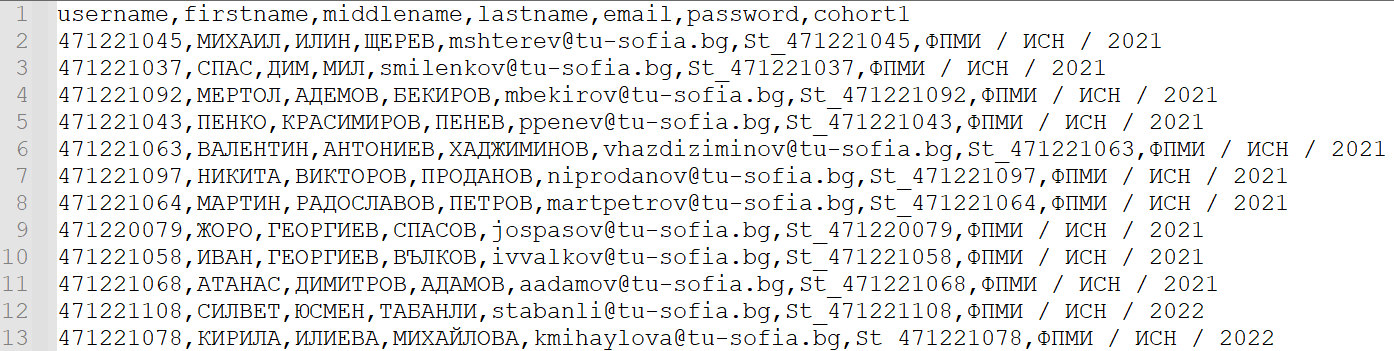 1 username,firstname,middlename,lastname,email,password,cohort1
2 471221045,МИХАИЛ,ИЛИН,ЩЕРЕВ,mshterev@tu-sofia.bg,St_471221045,ФПМИ / ИСН / 2021
3 471221037,СПАС,ДИМ,МИЛ,smilenkov@tu-sofia.bg,St_471221037,ФПМИ / ИСН / 2021
4 471221092,МЕРТОЛ,АДЕМОВ,БЕКИРОВ,mbekirov@tu-sofia.bg,St_471221092,ФПМИ / ИСН / 2021
5 471221043,ПЕНКО,КРАСИМИРОВ,ПЕНЕВ,ppenev@tu-sofia.bg,St_471221043,ФПМИ / ИСН / 2021
6 471221063,ВАЛЕНТИН,АНТОНИЕВ,ХАДЖИМИНОВ,vhazdiziminov@tu-sofia.bg,St_471221063,ФПМИ / ИСН / 2021
7 471221097,НИКИТА,ВИКТОРОВ,ПРОДАНОВ,niprodanov@tu-sofia.bg,St_471221097,ФПМИ / ИСН / 2021
8 471221064,МАРТИН,РАДОСЛАВОВ,ПЕТРОВ,martpetrov@tu-sofia.bg,St_471221064,ФПМИ / ИСН / 2021
9 471220079,ЖОРО,ГЕОРГИЕВ,СПАСОВ,jospasov@tu-sofia.bg,St_471220079,ФПМИ / ИСН / 2021
10 471221058,ИВАН,ГЕОРГИЕВ,ВЪЛКОВ,ivvalkov@tu-sofia.bg,St_471221058,ФПМИ / ИСН / 2021
11 471221068,АТАНАС,ДИМИТРОВ,АДАМОВ,aadamov@tu-sofia.bg,St_471221068,ФПМИ / ИСН / 2021
12 471221108,СИЛВЕТ,ЮСМЕН,ТАБАНЛИ,stabanli@tu-sofia.bg,St_471221108,ФПМИ / ИСН / 2022
13 471221078,КИРИЛА,ИЛИЕВА,МИХАЙЛОВА,kmihaylova@tu-sofia.bg,St_471221078,ФПМИ / ИСН / 2022